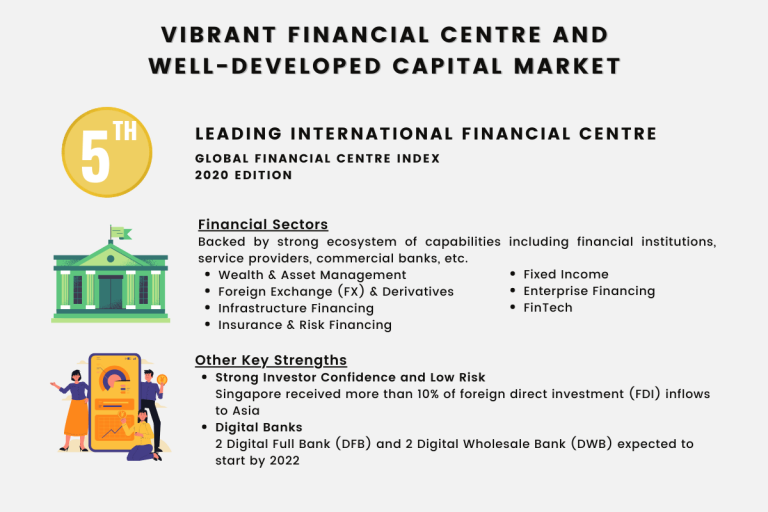 VIBRANT FINANCIAL CENTRE AND
WELL-DEVELOPED CAPITAL MARKET
5TH
LEADING INTERNATIONAL FINANCIAL CENTRE
GLOBAL FINANCIAL CENTRE INDEX
2020 EDITION
Financial Sectors
Backed by strong ecosystem of capabilities including financial institutions,
service providers, commercial banks, etc.
• Wealth & Asset Management
• Foreign Exchange (FX) & Derivatives
• Infrastructure Financing
• Insurance & Risk Financing
• Fixed Income
• Enterprise Financing
• FinTech
Other Key Strengths
• Strong Investor Confidence and Low Risk
Singapore received more than 10% of foreign direct investment (FDI) inflows
to Asia
• Digital Banks
2 Digital Full Bank (DFB) and 2 Digital Wholesale Bank (DWB) expected to
start by 2022